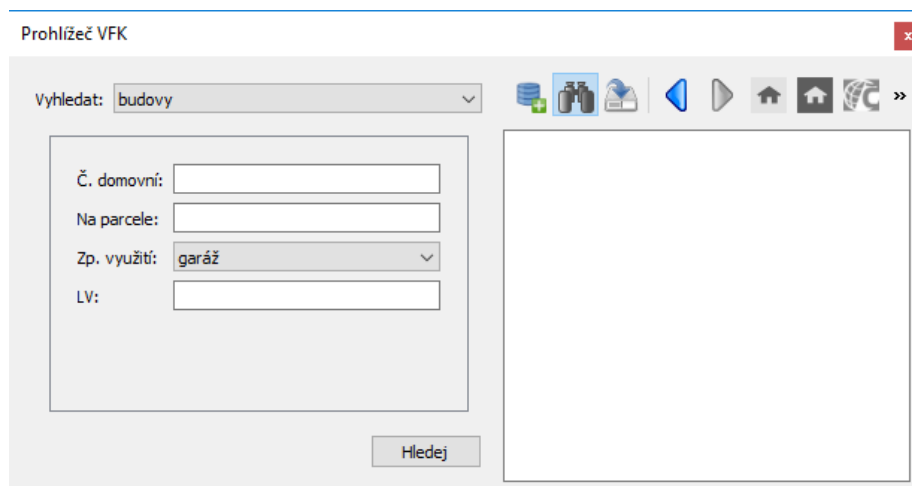 Prohlížeč VFK
x
Vyhledat: budovy
»
Č. domovní:
Na parcele:
Zp. využití: garáž
LV:
Hledej